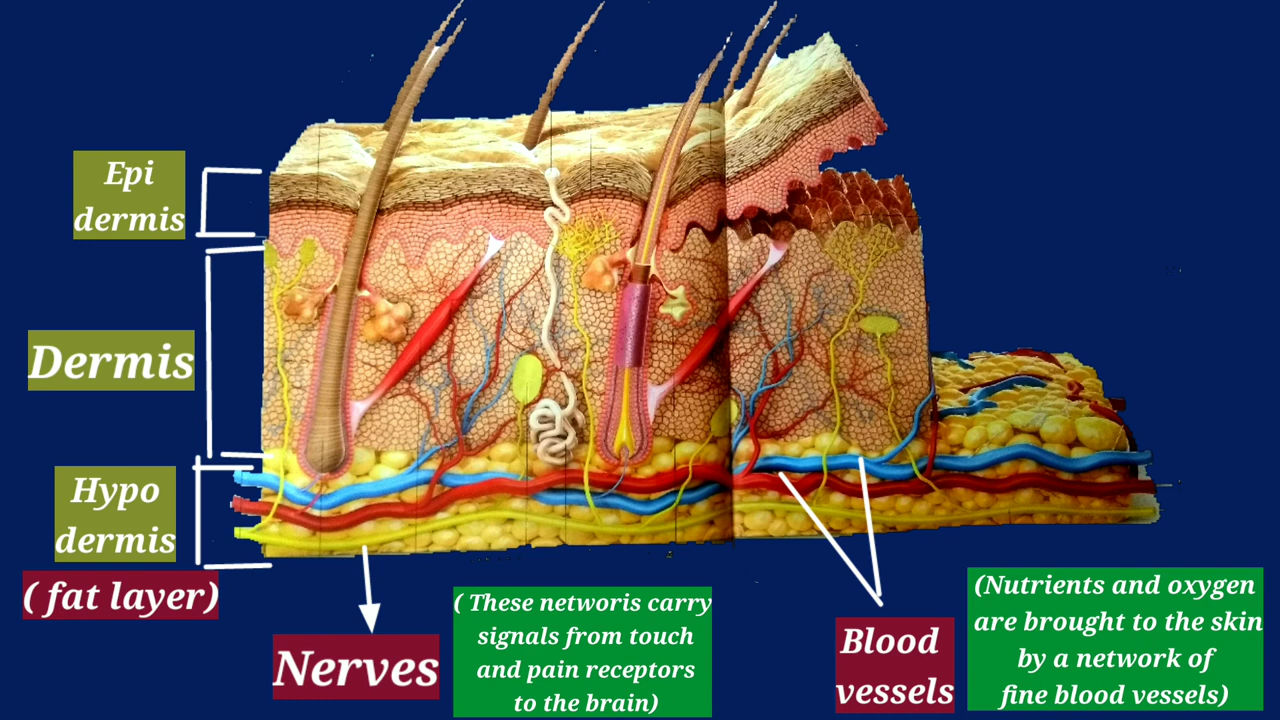 Epi
dermis
Dermis
Hypo
dermis
( fat layer)
Nerves
( These networis carry
signals from touch
and pain receptors
to the brain)
Blood
vessels
(Nutrients and oxygen
are brought to the skin
by a network of
fine blood vessels)